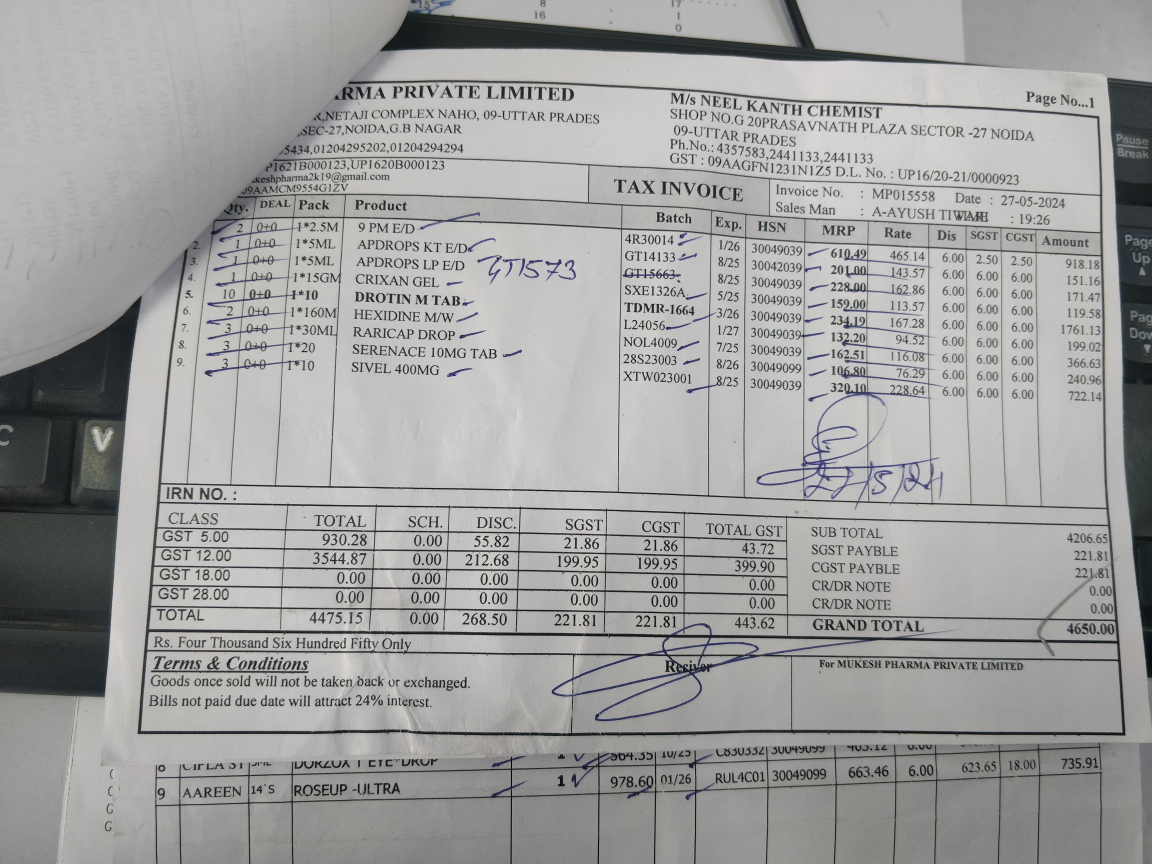 15 8 17
16 1
0
RMA PRIVATE LIMITED
R,NETAJI COMPLEX NAHO, 09-UTTAR PRADES
SEC-27,NOIDA,G.B NAGAR
5434,01204295202,01204294294
P1621B000123,UP1620B000123
keshpharma2k19@gmail.com
09AAMCM9554G1ZV
Page No...1
M/s NEEL KANTH CHEMIST
SHOP NO.G 20PRASAVNATH PLAZA SECTOR -27 NOIDA
09-UTTAR PRADES
Ph.No.: 4357583,2441133,2441133
GST : 09AAGFN1231N1Z5 D.L. No. : UP16/20-21/0000923
TAX INVOICE
Invoice No. : MP015558 Date : 27-05-2024
Sales Man : A-AYUSH TIWARI : 19:26
Qty. DEAL Pack Product Batch Exp. HSN MRP Rate Dis SGST CGST Amount
2 0+0 1*2.5M 9 PM E/D 4R30014 1/26 30049039 610.49 465.14 6.00 2.50 2.50 918.18
2. 1 0+0 1*5ML APDROPS KT E/D GT14133 8/25 30042039 201.00 143.57 6.00 6.00 6.00 151.16
3. 1 0+0 1*5ML APDROPS LP E/D GT1573 GT15663 8/25 30049039 228.00 162.86 6.00 6.00 6.00 171.47
4. 1 0+0 1*15GM CRIXAN GEL SXE1326A 5/25 30049039 159.00 113.57 6.00 6.00 6.00 119.58
5. 10 0+0 1*10 DROTIN M TAB TDMR-1664 3/26 30049039 234.19 167.28 6.00 6.00 6.00 1761.13
6. 2 0+0 1*160M HEXIDINE M/W L24056 1/27 30049039 132.20 94.52 6.00 6.00 6.00 199.02
7. 3 0+0 1*30ML RARICAP DROP NOL4009 7/25 30049039 162.51 116.08 6.00 6.00 6.00 366.63
8. 3 0+0 1*20 SERENACE 10MG TAB 28S23003 8/26 30049099 106.80 76.29 6.00 6.00 6.00 240.96
9. 3 0+0 1*10 SIVEL 400MG XTW023001 8/25 30049039 320.10 228.64 6.00 6.00 6.00 722.14
IRN NO. :
CLASS TOTAL SCH. DISC. SGST CGST TOTAL GST
GST 5.00 930.28 0.00 55.82 21.86 21.86 43.72
GST 12.00 3544.87 0.00 212.68 199.95 199.95 399.90
GST 18.00 0.00 0.00 0.00 0.00 0.00 0.00
GST 28.00 0.00 0.00 0.00 0.00 0.00 0.00
TOTAL 4475.15 0.00 268.50 221.81 221.81 443.62
SUB TOTAL 4206.65
SGST PAYBLE 221.81
CGST PAYBLE 221.81
CR/DR NOTE 0.00
CR/DR NOTE 0.00
GRAND TOTAL 4650.00
Rs. Four Thousand Six Hundred Fifty Only
Terms & Conditions
Goods once sold will not be taken back or exchanged.
Bills not paid due date will attract 24% interest.
Reciver
For MUKESH PHARMA PRIVATE LIMITED
8 CIPLA ST 5ML DORZOX T EYE DROP 1 964.35 10/25 C830332 30049099
9 AAREEN 14`S ROSEUP -ULTRA 1 978.60 01/26 RUL4C01 30049099 663.46 6.00 623.65 18.00 735.91
Pause
Break
Page
Up
Page
Dow
C
V